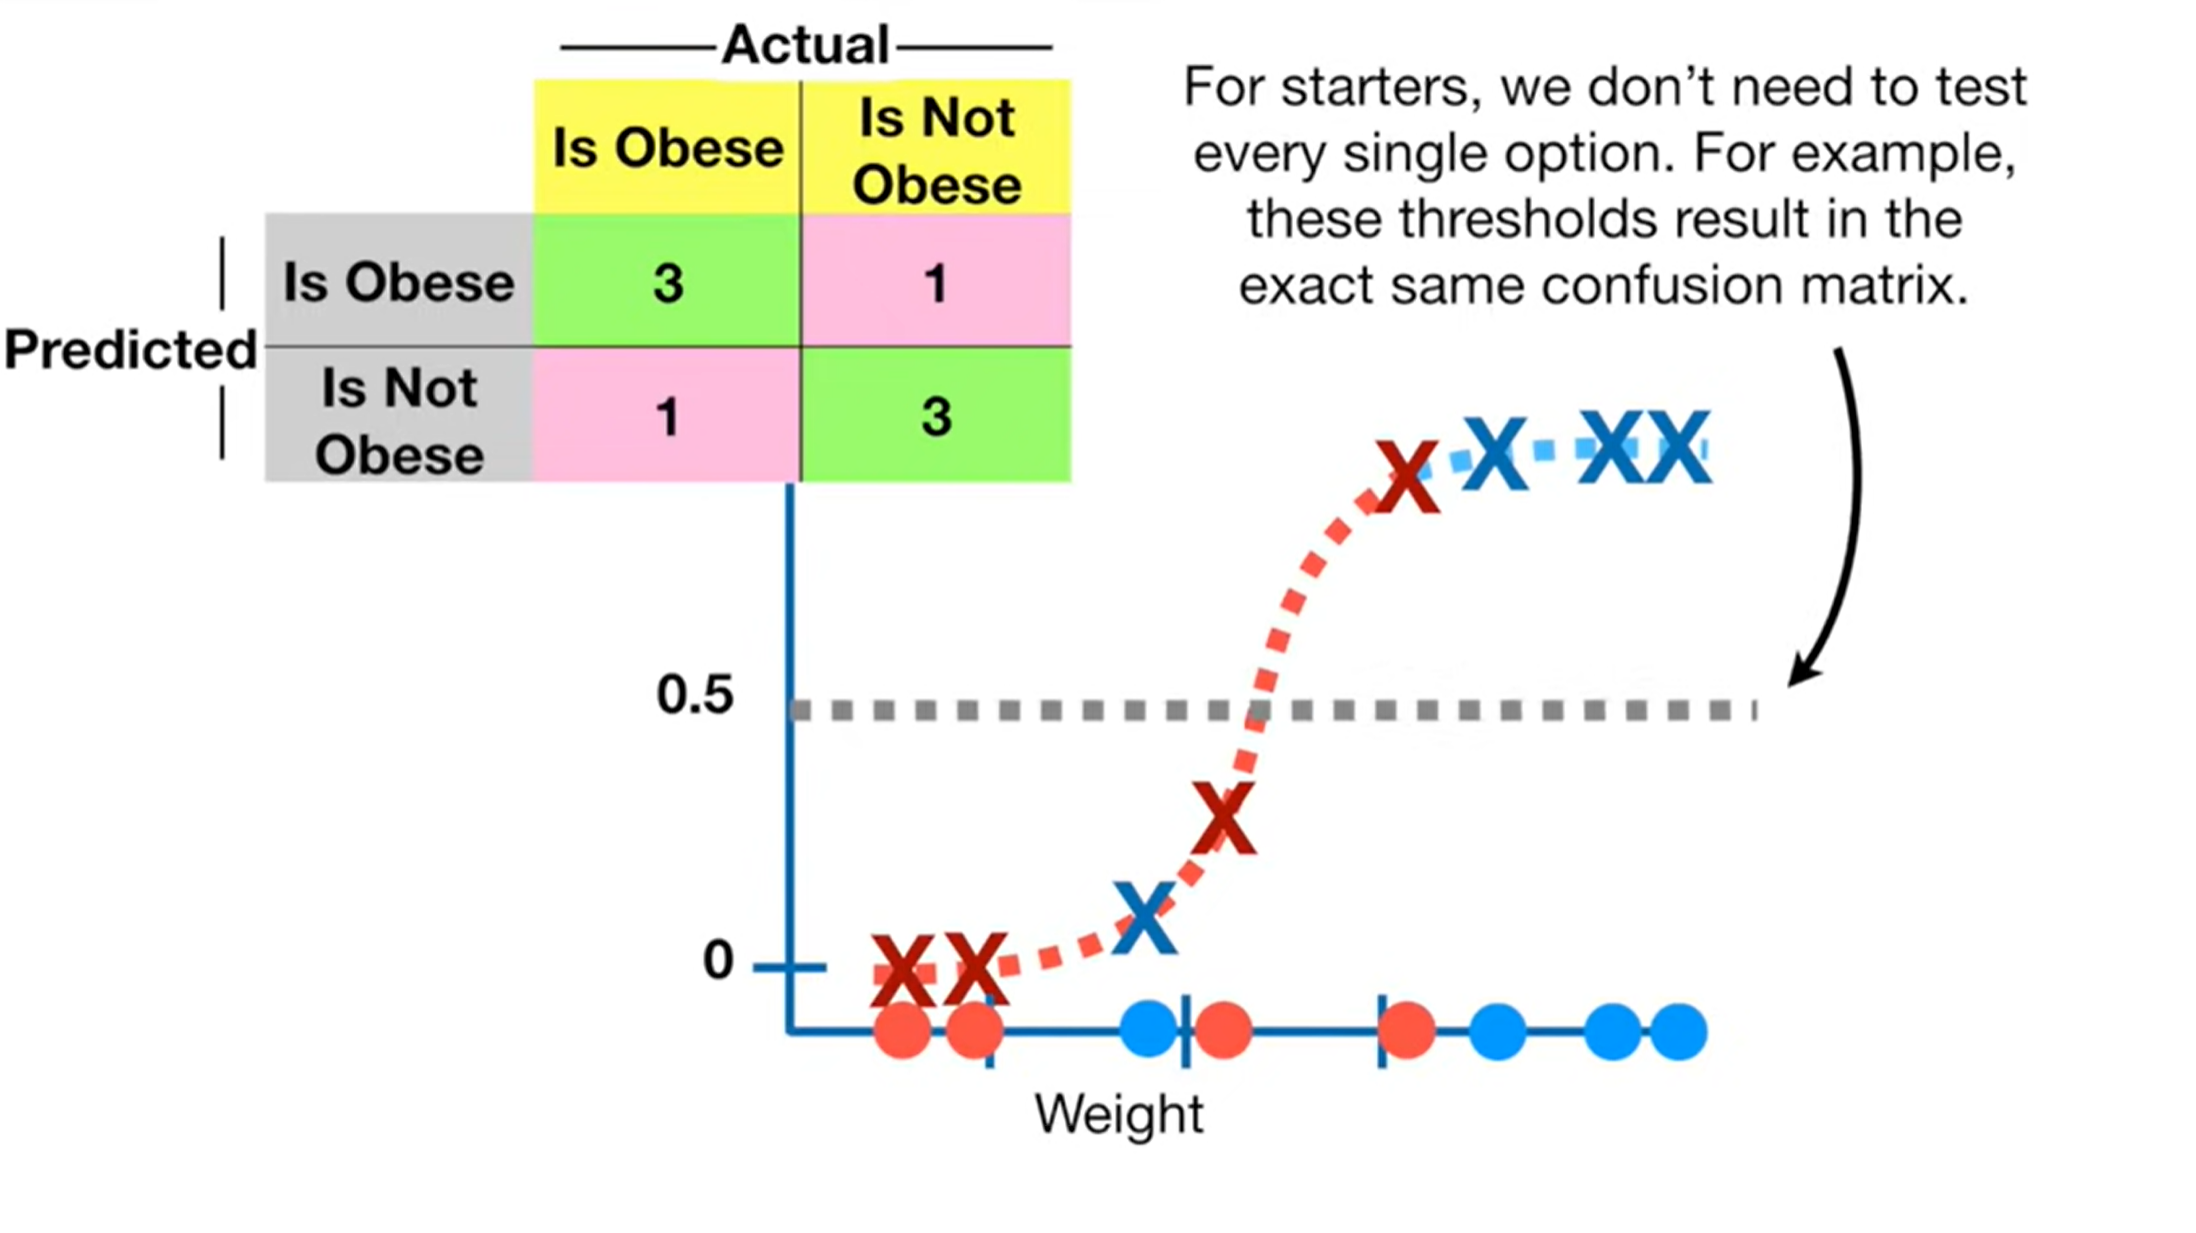 Actual
Is Obese
Is Not
Obese
Predicted
Is Obese
3
1
Is Not
Obese
1
3
For starters, we don’t need to test
every single option. For example,
these thresholds result in the
exact same confusion matrix.
X X X X
0.5
X
X
0
X X
Weight